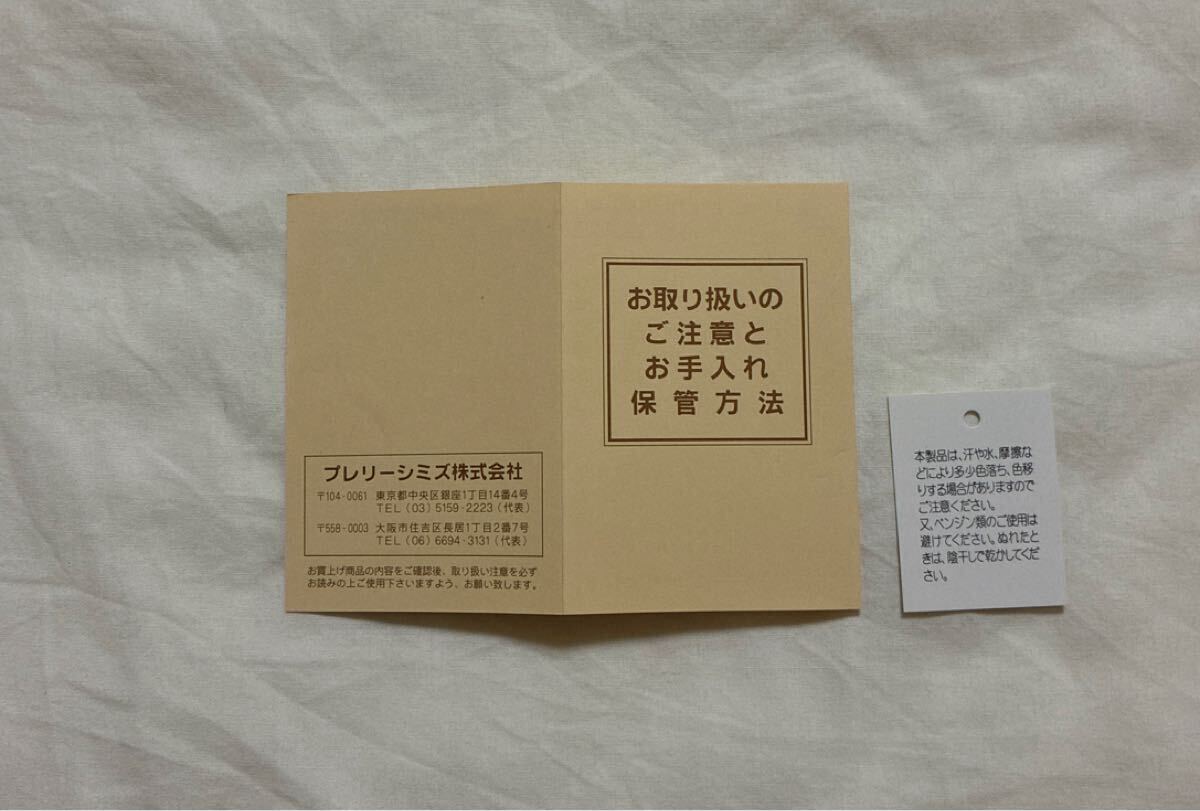 お取り扱いの
ご注意と
お手入れ
保管方法
プレリーシミズ株式会社
〒104-0061 東京都中央区銀座1丁目14番4号
TEL(03)5159-2223(代表)
〒558-0003 大阪市住吉区長居1丁目2番7号
TEL(06)6694-3131(代表)
お買上げ商品の内容をご確認後、取り扱い注意を必ず
お読みの上ご使用下さいますよう、お願い致します。
本製品は、汗や水、摩擦な
どにより多少色落ち、色移
りする場合がありますので
ご注意ください。
又、ベンジン類のご使用は
避けてください。ぬれたと
きは、陰干しで乾かしてくだ
さい。